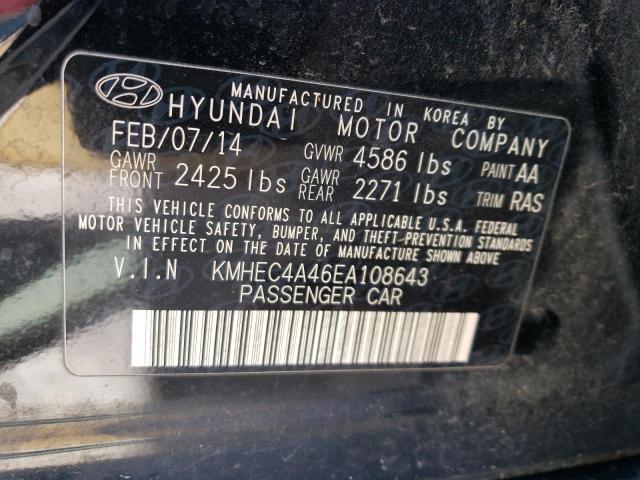 MANUFACTURED IN KOREA BY
HYUNDAI MOTOR COMPANY
FEB/07/14 GVWR 4586 lbs PAINT AA
GAWR FRONT 2425 lbs GAWR REAR 2271 lbs TRIM RAS
THIS VEHICLE CONFORMS TO ALL APPLICABLE U.S.A. FEDERAL
MOTOR VEHICLE SAFETY, BUMPER, AND THEFT-PREVENTION STANDARDS
IN EFFECT ON THE DATE OF MANUFACTURE SHOWN ABOVE.
V.I.N KMHEC4A46EA108643
PASSENGER CAR